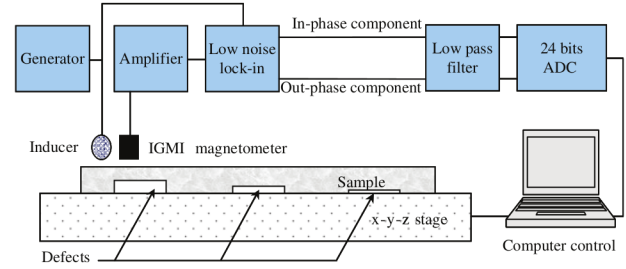 In-phase component
Generator
Amplifier
Low noise
lock-in
Low pass
filter
24 bits
ADC
Out-phase component
Inducer
IGMI magnetometer
Sample
x-y-z stage
Defects
Computer control